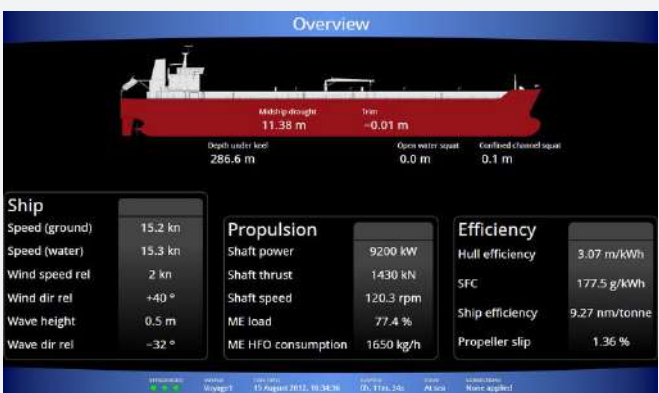 Overview
Midship draught Trim
11.38 m -0.01 m
Depth under keel Open water squat Confined channel squat
286.6 m 0.0 m 0.1 m
Ship
Speed (ground) 15.2 kn
Speed (water) 15.3 kn
Wind speed rel 2 kn
Wind dir rel +40 °
Wave height 0.5 m
Wave dir rel -32 °
Propulsion
Shaft power 9200 kW
Shaft thrust 1430 kN
Shaft speed 120.3 rpm
ME load 77.4 %
ME HFO consumption 1650 kg/h
Efficiency
Hull efficiency 3.07 m/kWh
SFC 177.5 g/kWh
Ship efficiency 9.27 nm/tonne
Propeller slip 1.36 %
Voyage1 15 August 2012, 10:34:36 0h, 11m, 34s At sea None applied